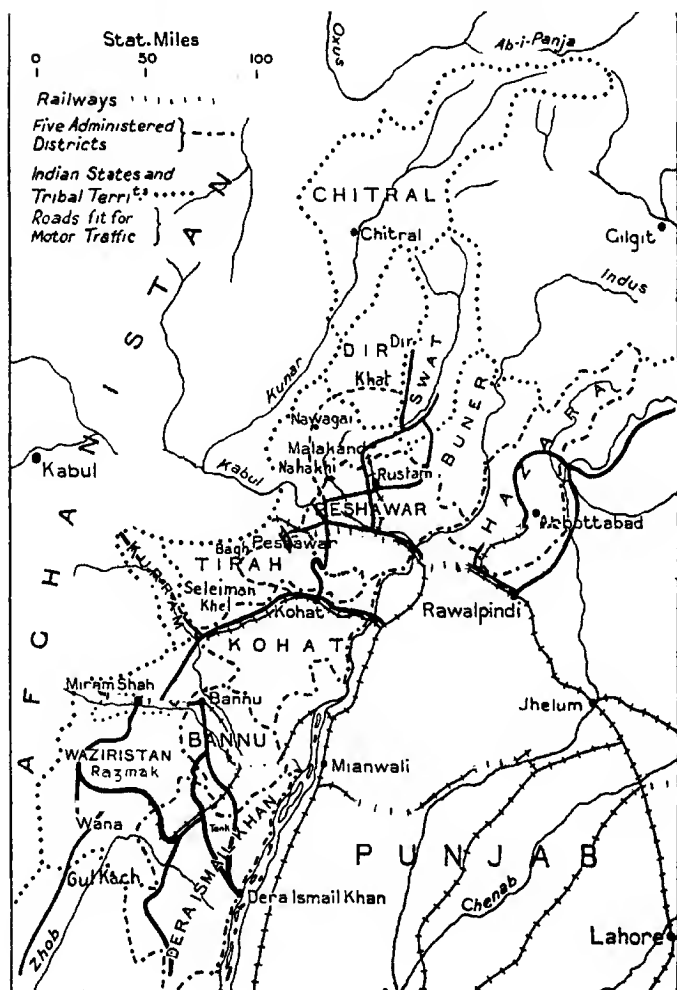 Stat. Miles
0 50 100
Railways
Five Administered
Districts
Indian States and
Tribal Territs
Roads fit for
Motor Traffic
Oxus
Ab-i-Panja
AFGHANISTAN
CHITRAL
Chitral
Gilgit
Indus
DIR
Dir
Khat
SWAT
Kunar
Nawagai
BUNER
HAZARA
Malakand
Kabul
Kabul
Nahakhi
Rustam
PESHAWAR
Abbottabad
Bagh
Peshawar
TIRAH
KURRAM
Seleiman
Khel
Kohat
Rawalpindi
KOHAT
Miram Shah
Bannu
Jhelum
BANNU
WAZIRISTAN
Razmak
Mianwali
Wana
Tank
PUNJAB
Gul Kach
DERA ISMAIL KHAN
Dera Ismail Khan
Chenab
Zhob
Lahore